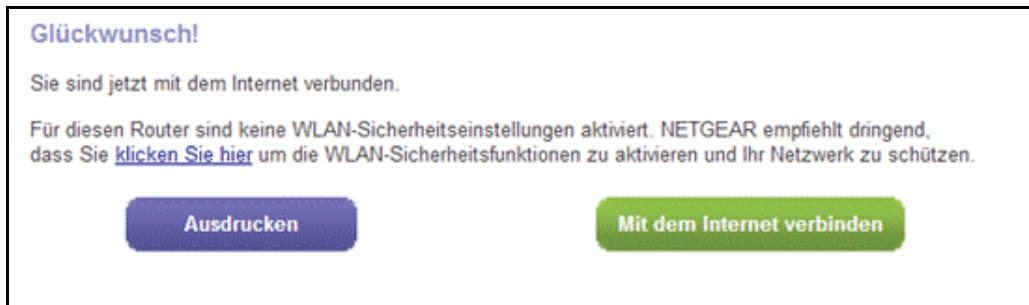 Glückwunsch!
Sie sind jetzt mit dem Internet verbunden.
Für diesen Router sind keine WLAN-Sicherheitseinstellungen aktiviert. NETGEAR empfiehlt dringend,
dass Sie klicken Sie hier um die WLAN-Sicherheitsfunktionen zu aktivieren und Ihr Netzwerk zu schützen.
Ausdrucken Mit dem Internet verbinden